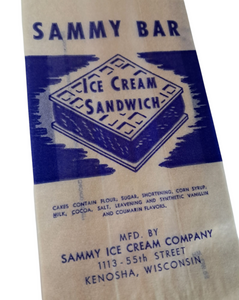 SAMMY BAR
ICE CREAM
SANDWICH
CAKES CONTAIN FLOUR, SUGAR, SHORTENING, CORN SYRUP,
MILK, COCOA, SALT, LEAVENING AND SYNTHETIC VANILLIN
AND COUMARIN FLAVORS.
MFD. BY
SAMMY ICE CREAM COMPANY
1113-55th STREET
KENOSHA, WISCONSIN